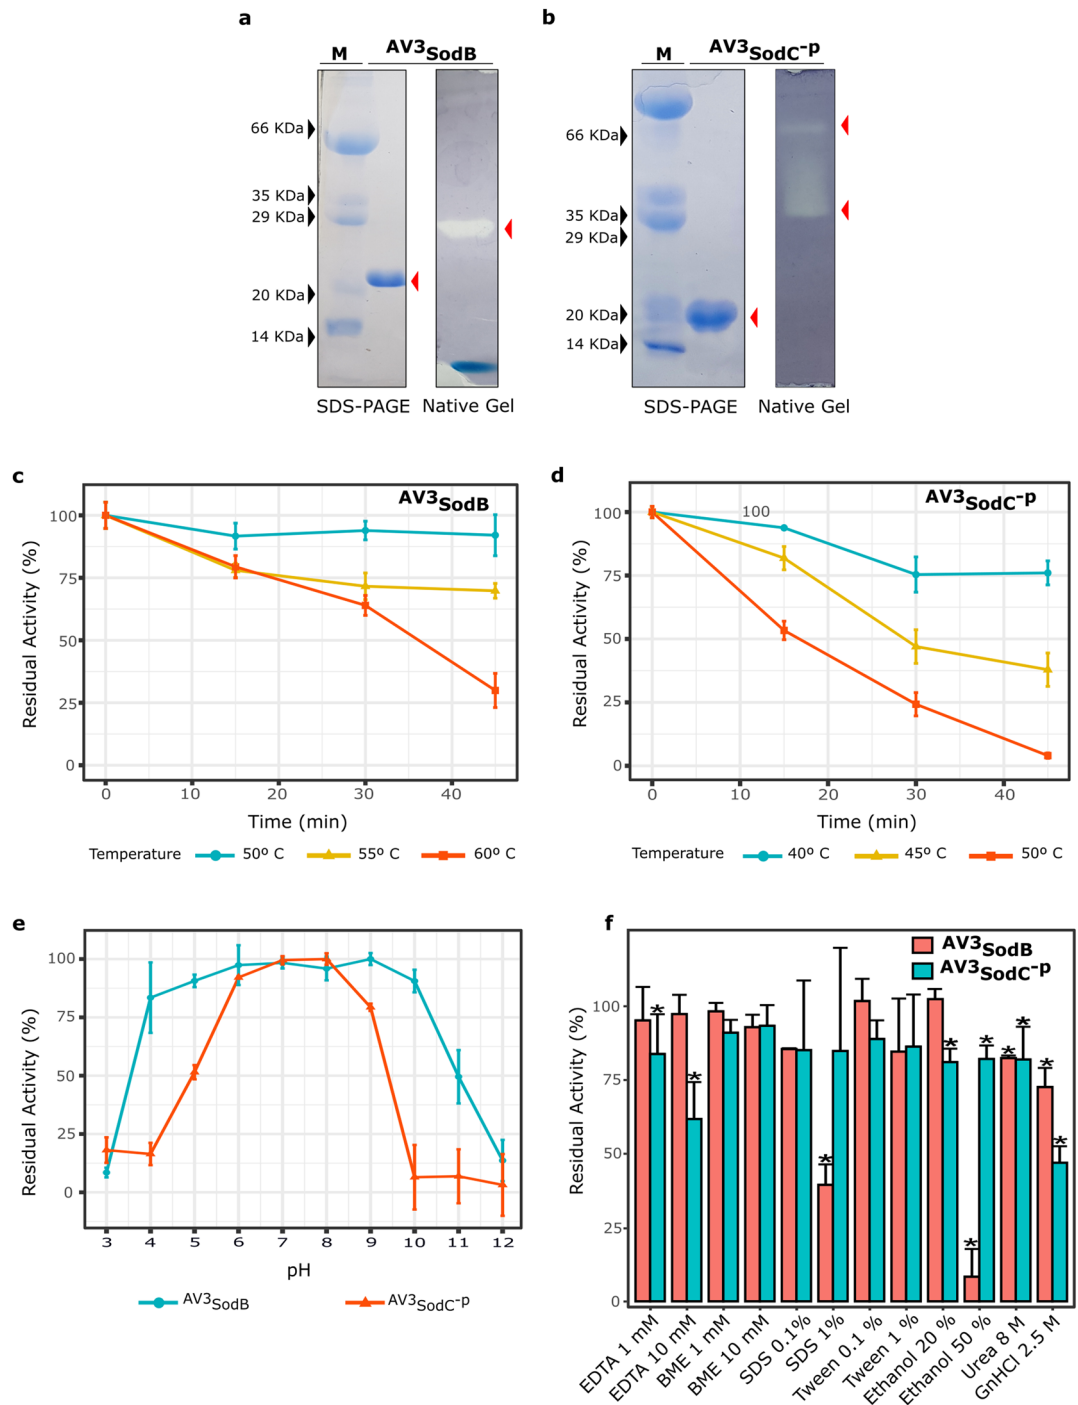 a
M AV3SodB
66 KDa
35 KDa
29 KDa
20 KDa
14 KDa
SDS-PAGE Native Gel
b
M AV3SodC-p
66 KDa
35 KDa
29 KDa
20 KDa
14 KDa
SDS-PAGE Native Gel
c
AV3SodB
Residual Activity (%)
100
75
50
25
0
0 10 20 30 40
Time (min)
Temperature 50º C 55º C 60º C
d
AV3SodC-p
100
Residual Activity (%)
100
75
50
25
0
0 10 20 30 40
Time (min)
Temperature 40º C 45º C 50º C
e
Residual Activity (%)
100
75
50
25
0
3 4 5 6 7 8 9 10 11 12
pH
AV3SodB AV3SodC-p
f
AV3SodB
AV3SodC-p
Residual Activity (%)
100
75
50
25
0
* * * * * * * * * *
EDTA 1 mM
EDTA 10 mM
BME 1 mM
BME 10 mM
SDS 0.1%
SDS 1%
Tween 0.1 %
Tween 1 %
Ethanol 20 %
Ethanol 50 %
Urea 8 M
GnHCl 2.5 M